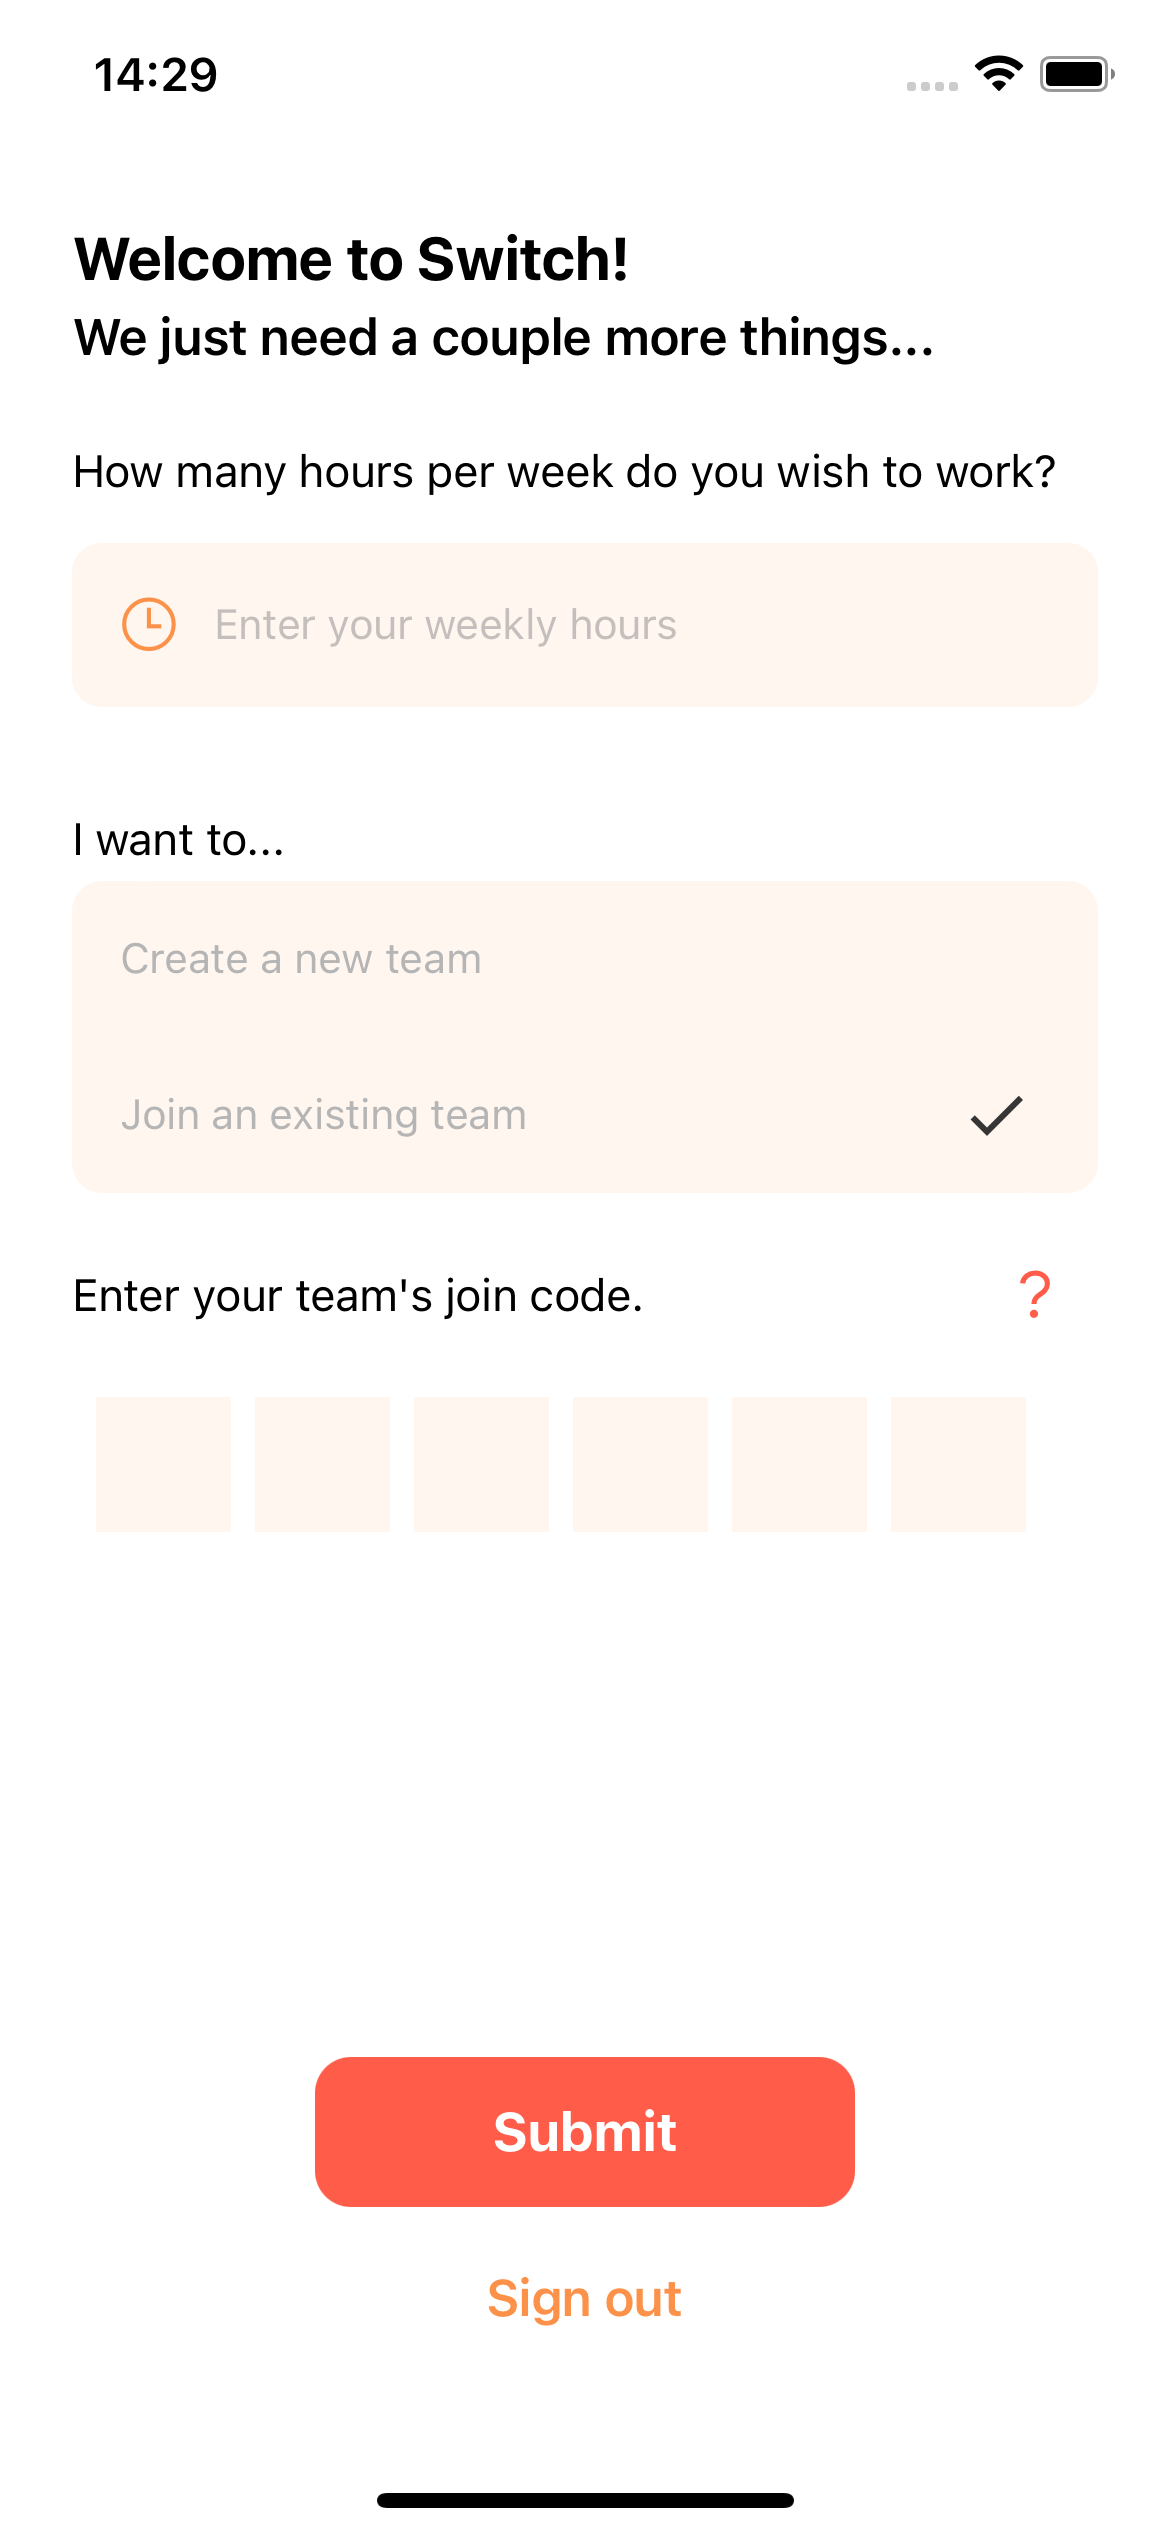 14:29
Welcome to Switch!
We just need a couple more things...
How many hours per week do you wish to work?
Enter your weekly hours
I want to...
Create a new team
Join an existing team
Enter your team's join code.
?
Submit
Sign out